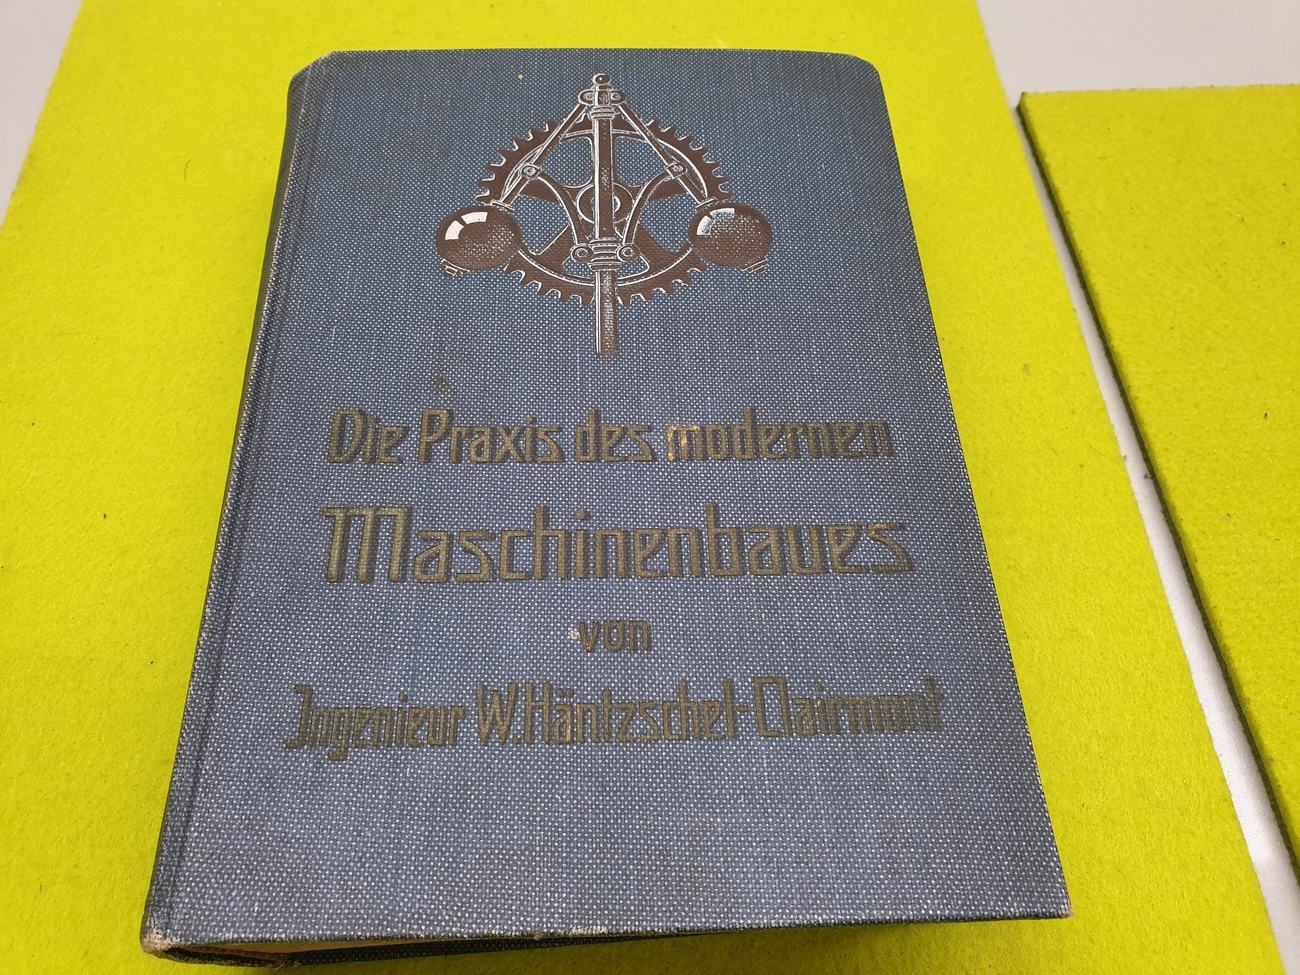 Die Praxis des modernen
Maschinenbaues
von
Ingenieur W. Häntzschel-Clairmont